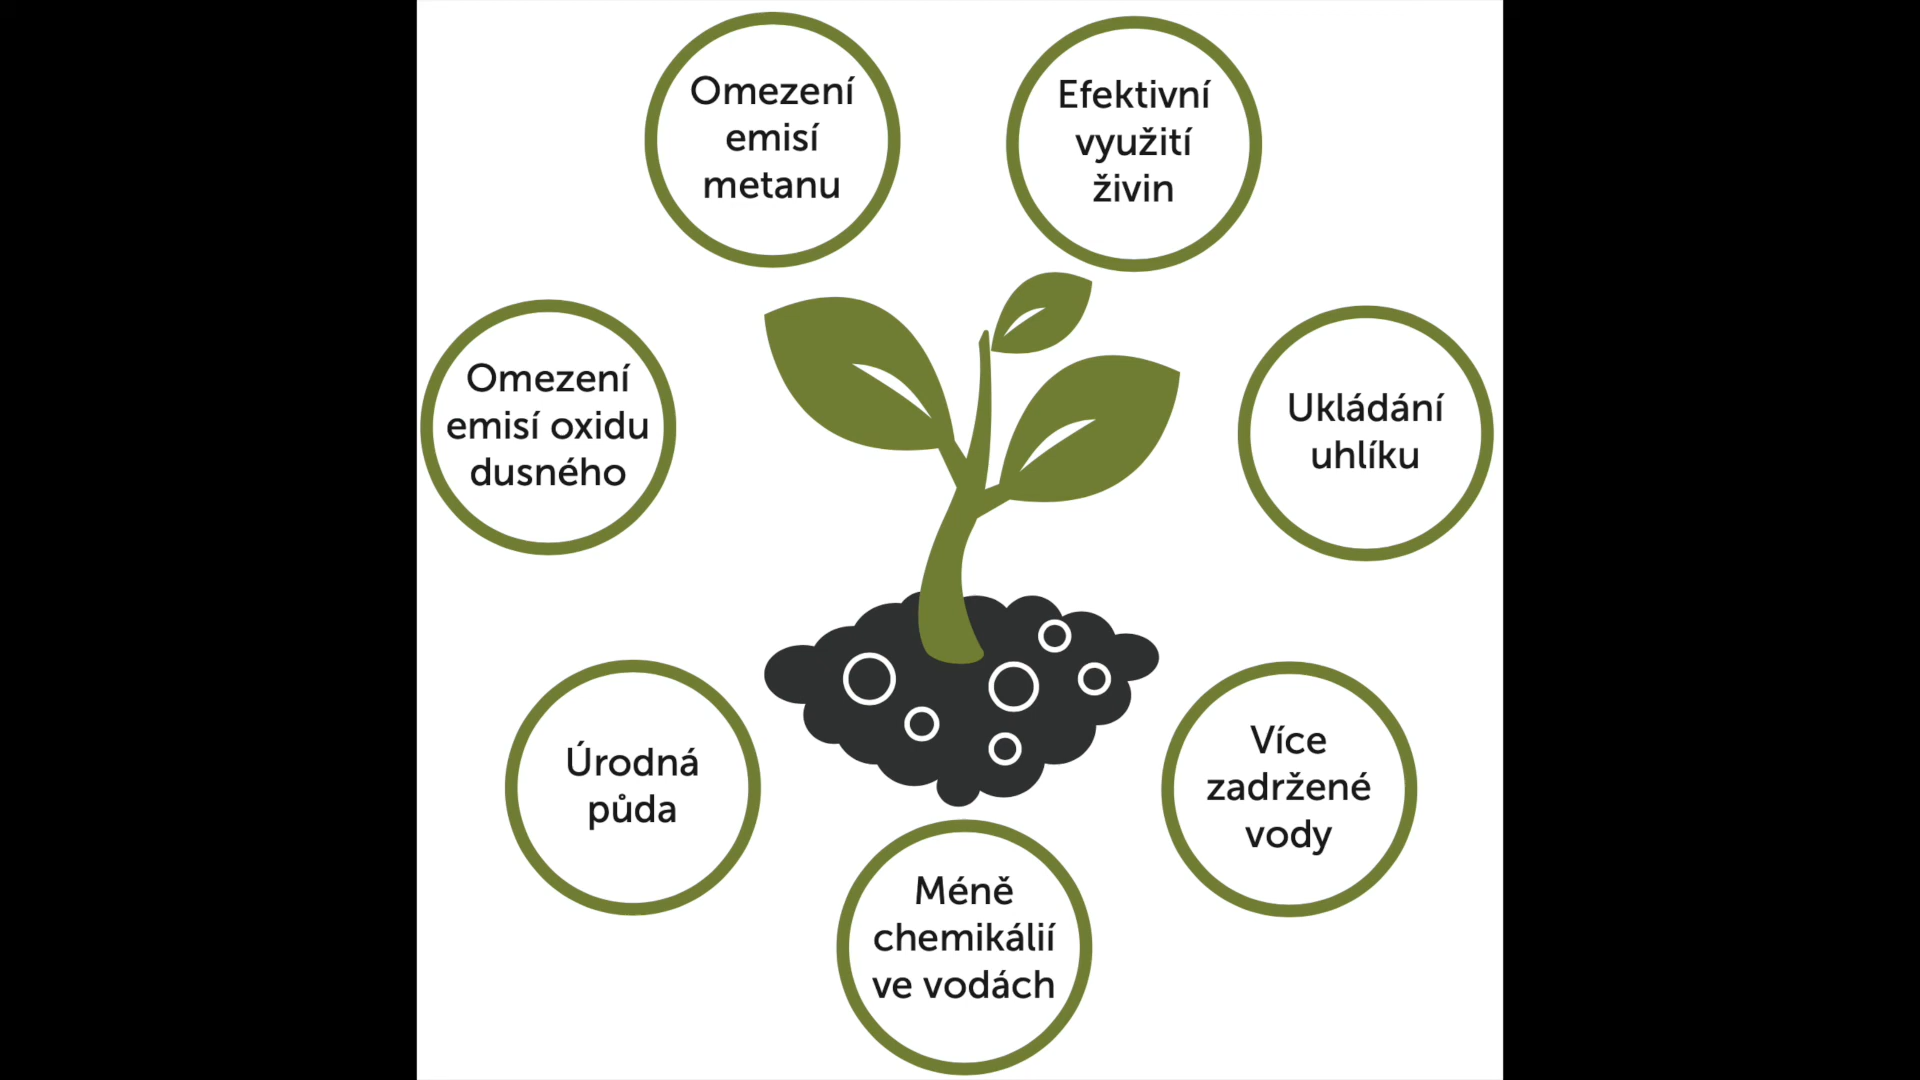 Omezení
emisí
metanu
Efektivní
využití
živin
Omezení
emisí oxidu
dusného
Ukládání
uhlíku
Úrodná
půda
Více
zadržené
vody
Méně
chemikálií
ve vodách